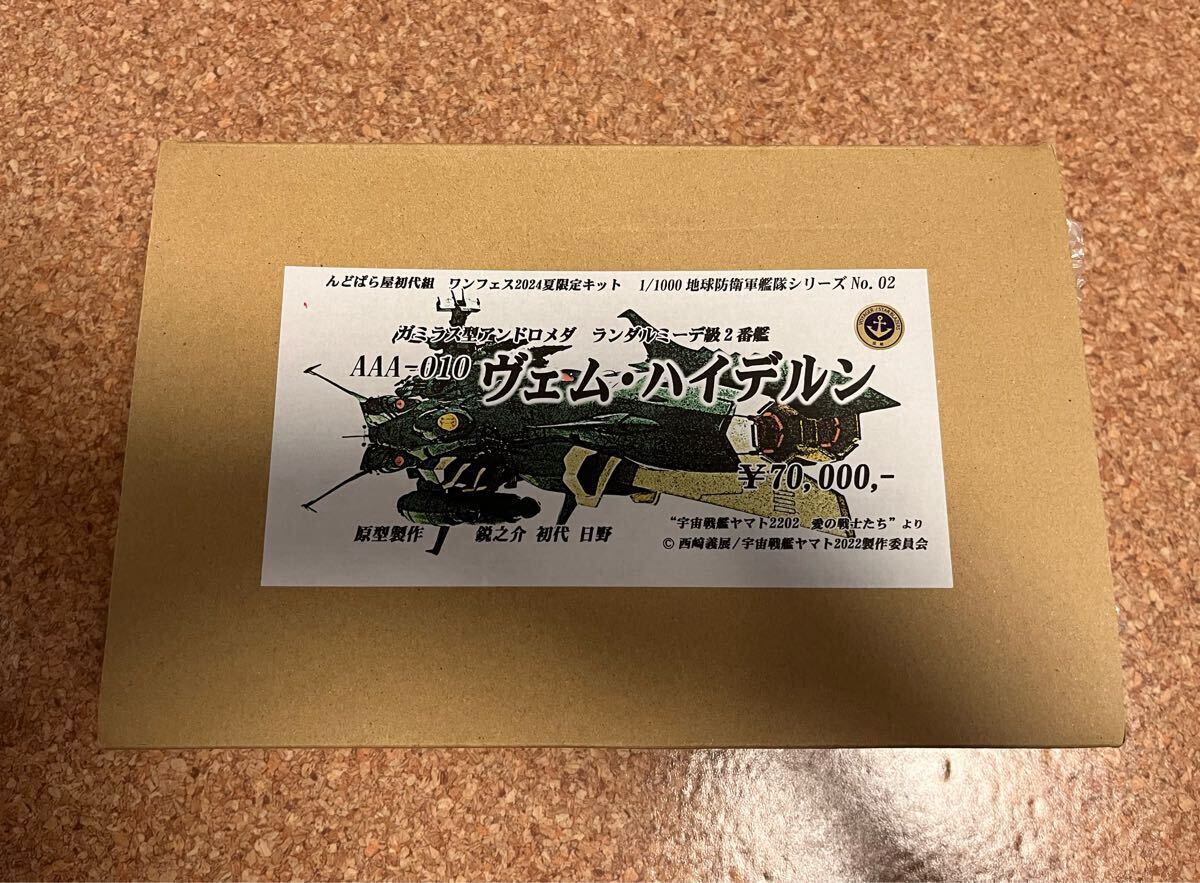 んどぱら屋初代組　ワンフェス2024夏限定キット　1/1000 地球防衛軍艦隊シリーズ No. 02
ガミラス型アンドロメダ　ランダルミーデ級２番艦
AAA-010 ヴェム・ハイデルン
￥70,000,-
原型製作　鋭之介 初代 日野
“宇宙戦艦ヤマト2202　愛の戦士たち”より
© 西﨑義展/宇宙戦艦ヤマト2022製作委員会